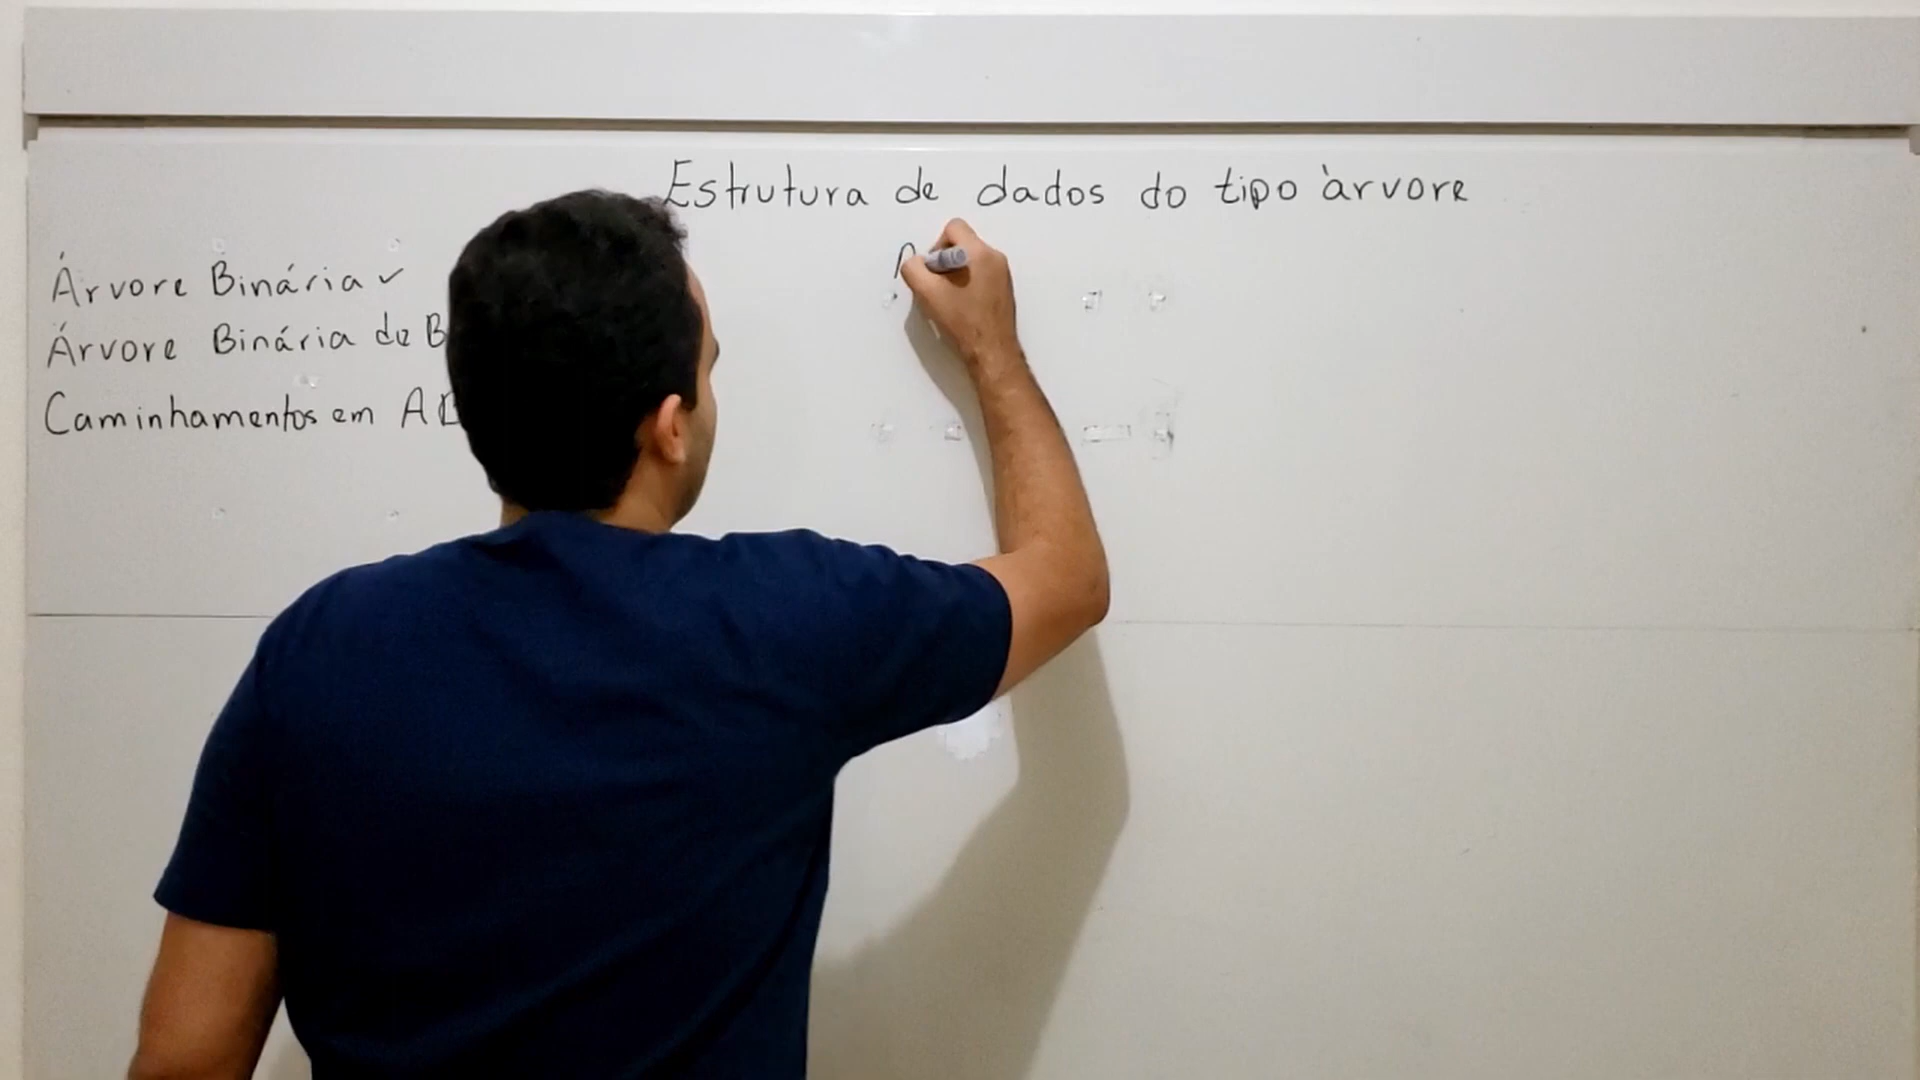 Estrutura de dados do tipo àrvore
Árvore Binária ✓
Árvore Binária de
Caminhamentos em